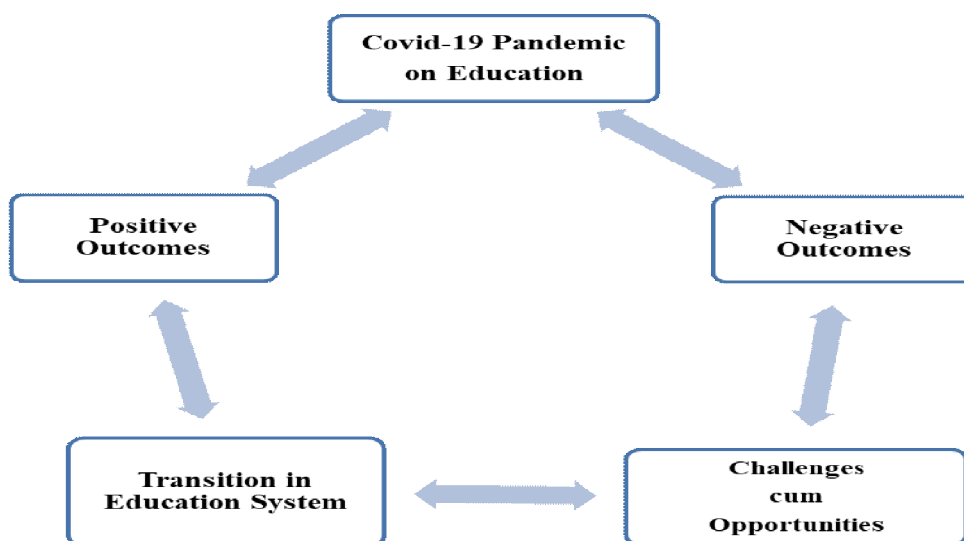 Covid-19 Pandemic
on Education
Positive
Outcomes
Negative
Outcomes
Transition in
Education System
Challenges
cum
Opportunities